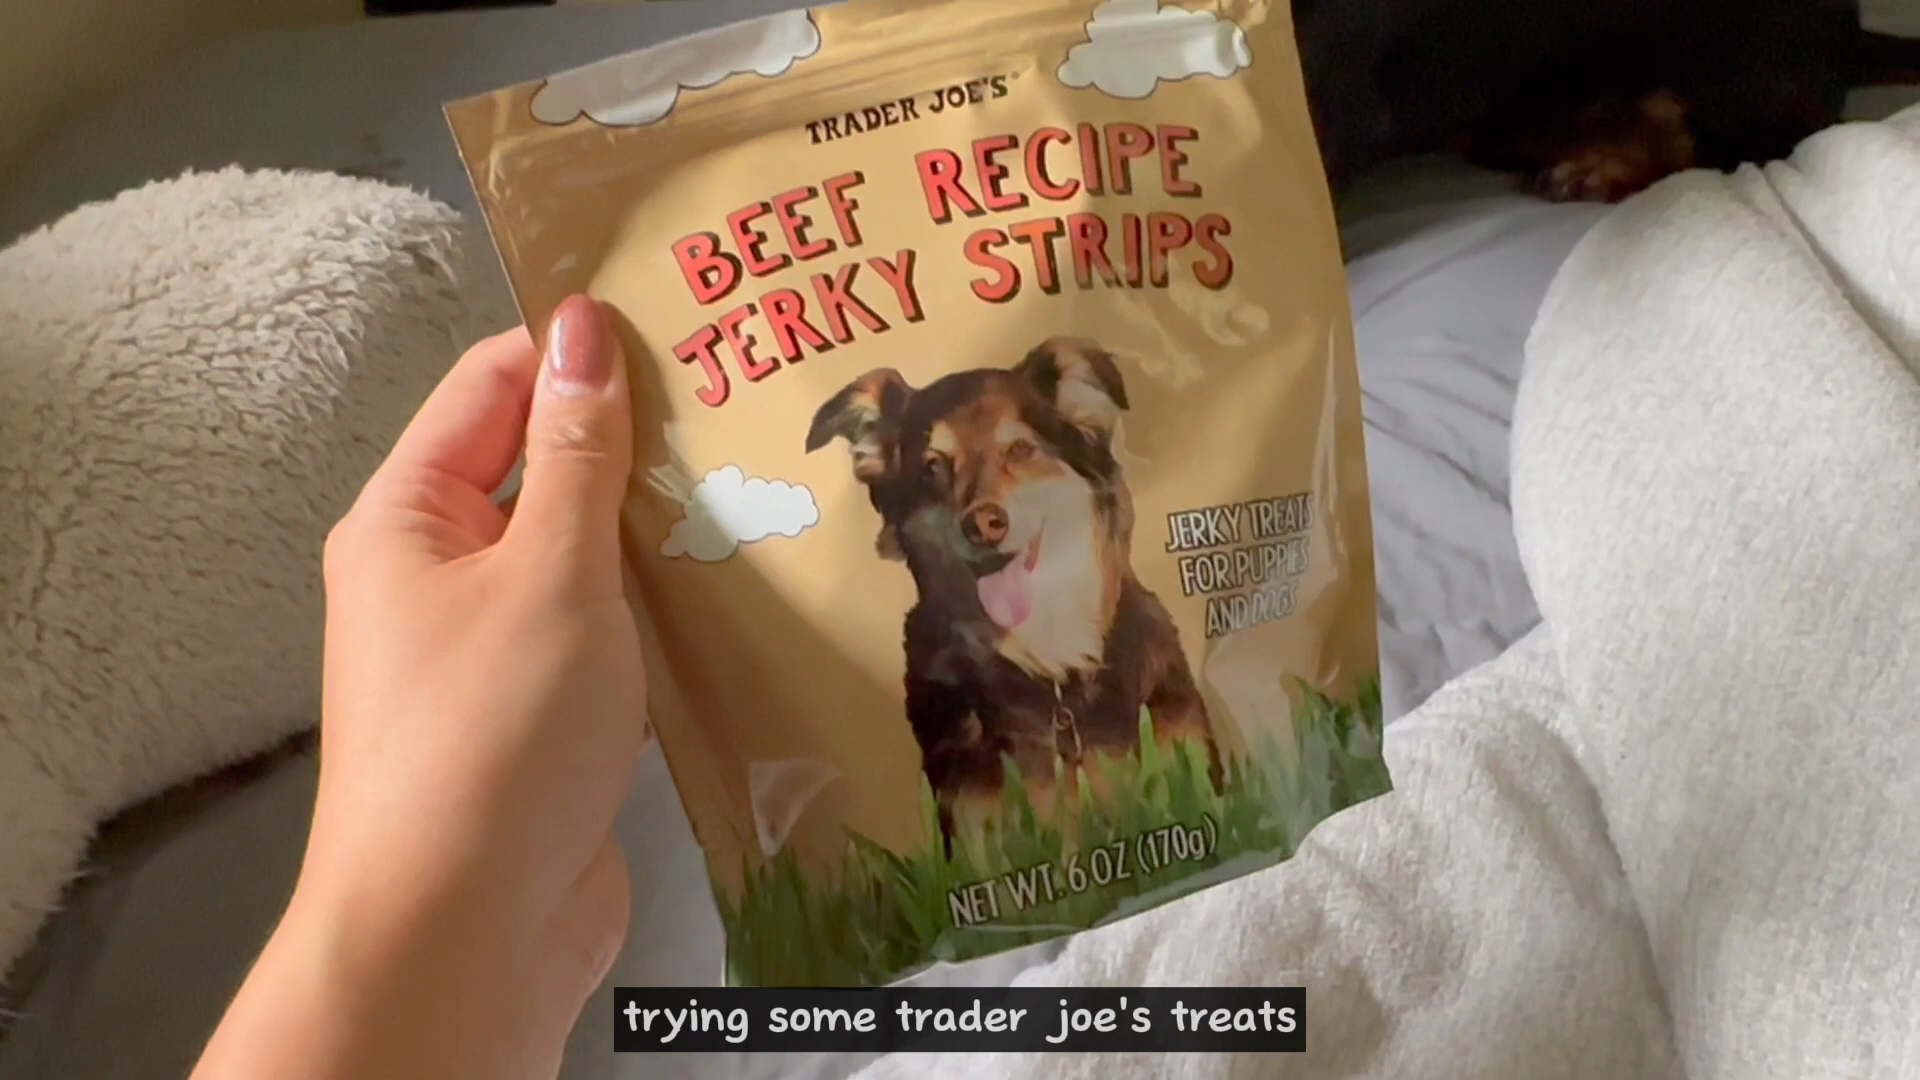 TRADER JOE'S
BEEF RECIPE
JERKY STRIPS
JERKY TREATS
FOR PUPPIES
AND DOGS
NET WT. 6 OZ (170g)
trying some trader joe's treats